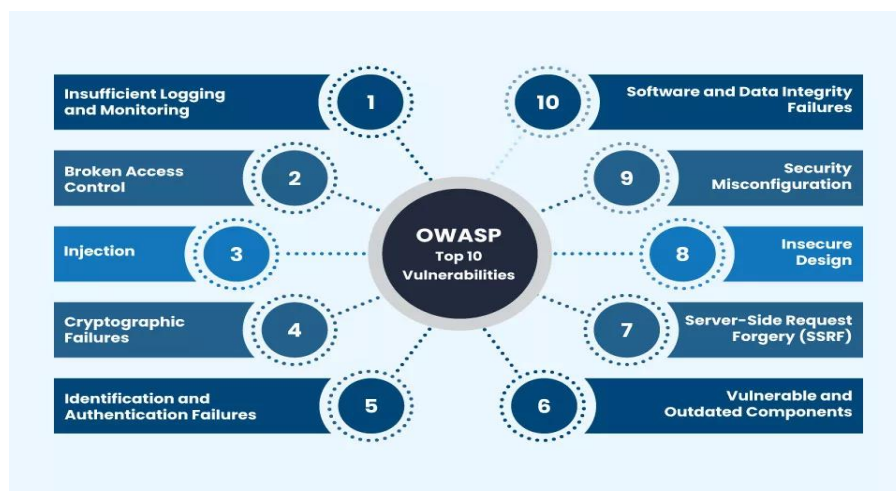 Insufficient Logging
and Monitoring
1
Broken Access
Control
2
Injection
3
Cryptographic
Failures
4
Identification and
Authentication Failures
5
OWASP
Top 10
Vulnerabilities
10
Software and Data Integrity
Failures
9
Security
Misconfiguration
8
Insecure
Design
7
Server-Side Request
Forgery (SSRF)
6
Vulnerable and
Outdated Components